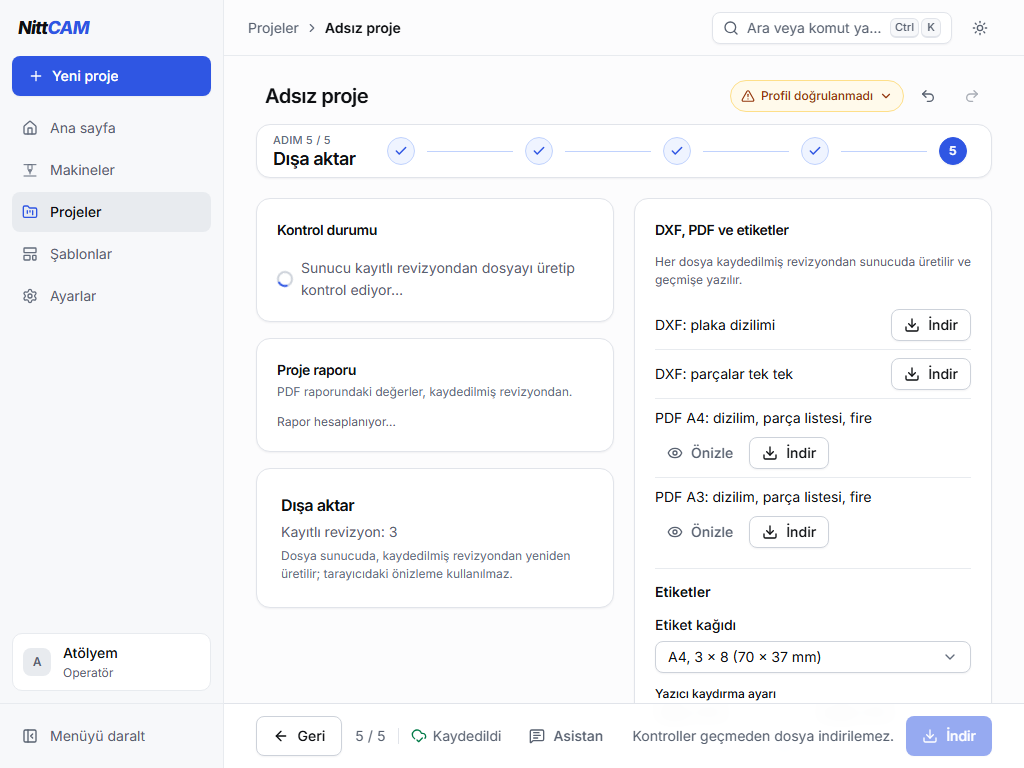 NittCAM
Yeni proje
Ana sayfa
Makineler
Projeler
Şablonlar
Ayarlar
A
Atölyem
Operatör
Menüyü daralt
Projeler > Adsız proje
Ara veya komut ya... Ctrl K
Adsız proje
Profil doğrulanmadı
ADIM 5 / 5
Dışa aktar
5
Kontrol durumu
Sunucu kayıtlı revizyondan dosyayı üretip
kontrol ediyor...
Proje raporu
PDF raporundaki değerler, kaydedilmiş revizyondan.
Rapor hesaplanıyor...
Dışa aktar
Kayıtlı revizyon: 3
Dosya sunucuda, kaydedilmiş revizyondan yeniden
üretilir; tarayıcıdaki önizleme kullanılmaz.
DXF, PDF ve etiketler
Her dosya kaydedilmiş revizyondan sunucuda üretilir ve
geçmişe yazılır.
DXF: plaka dizilimi İndir
DXF: parçalar tek tek İndir
PDF A4: dizilim, parça listesi, fire
Önizle İndir
PDF A3: dizilim, parça listesi, fire
Önizle İndir
Etiketler
Etiket kağıdı
A4, 3 × 8 (70 × 37 mm)
Yazıcı kaydırma ayarı
Geri 5 / 5 Kaydedildi Asistan Kontroller geçmeden dosya indirilemez. İndir